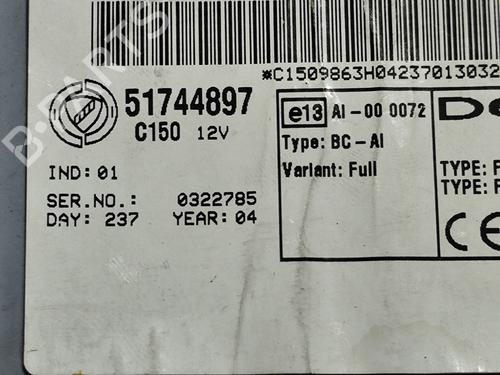 *C1509863H04237013032
51744897
C150 12V
IND: 01
SER.NO.: 0322785
DAY: 237 YEAR: 04
e13 AI-00 0072
Type: BC-AI
Variant: Full
TYPE: F
TYPE: F
CE
B-PARTS